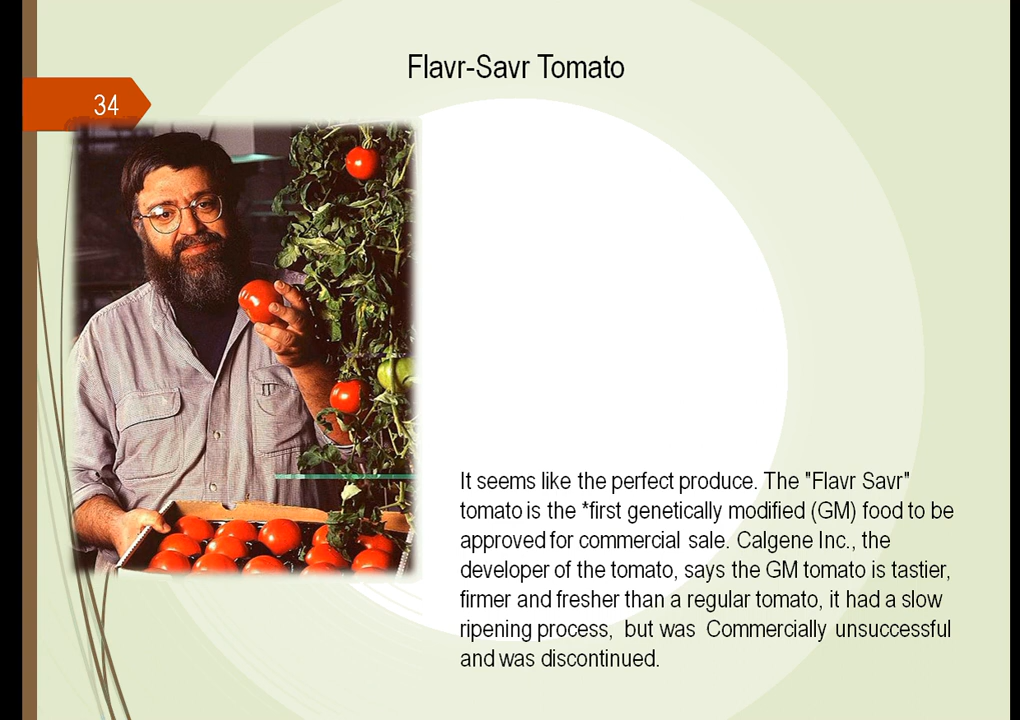 Flavr-Savr Tomato
34
It seems like the perfect produce. The "Flavr Savr"
tomato is the *first genetically modified (GM) food to be
approved for commercial sale. Calgene Inc., the
developer of the tomato, says the GM tomato is tastier,
firmer and fresher than a regular tomato, it had a slow
ripening process, but was Commercially unsuccessful
and was discontinued.